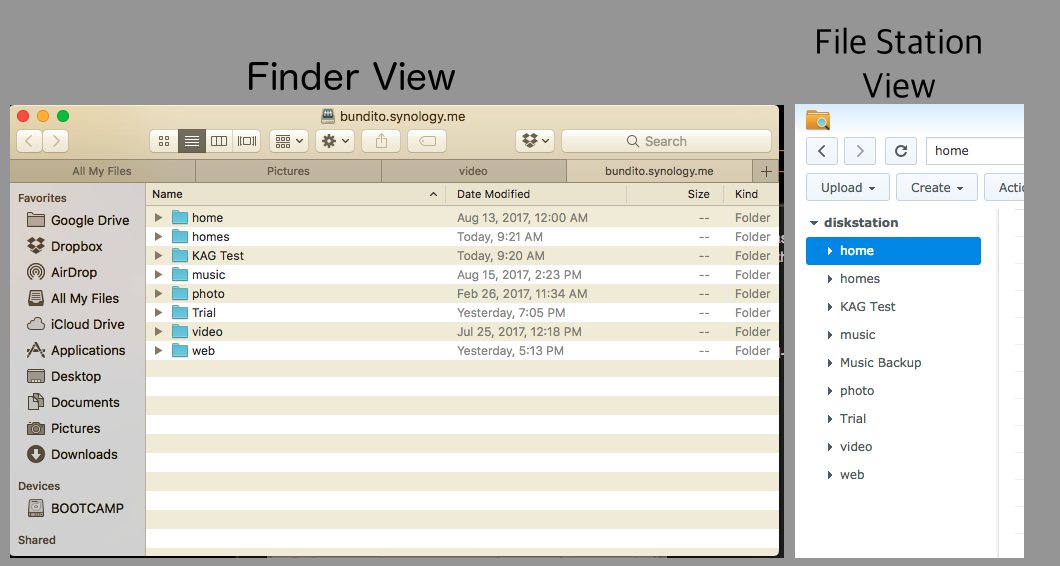 Finder View
bundito.synology.me
Search
All My Files Pictures video bundito.synology.me +
Favorites
Google Drive
Dropbox
AirDrop
All My Files
iCloud Drive
Applications
Desktop
Documents
Pictures
Downloads
Devices
BOOTCAMP
Shared
Name Date Modified Size Kind
home Aug 13, 2017, 12:00 AM -- Folder
homes Today, 9:21 AM -- Folder
KAG Test Today, 9:20 AM -- Folder
music Aug 15, 2017, 2:23 PM -- Folder
photo Feb 26, 2017, 11:34 AM -- Folder
Trial Yesterday, 7:05 PM -- Folder
video Jul 25, 2017, 12:18 PM -- Folder
web Yesterday, 5:13 PM -- Folder
File Station
View
home
Upload Create Actio
diskstation
home
homes
KAG Test
music
Music Backup
photo
Trial
video
web